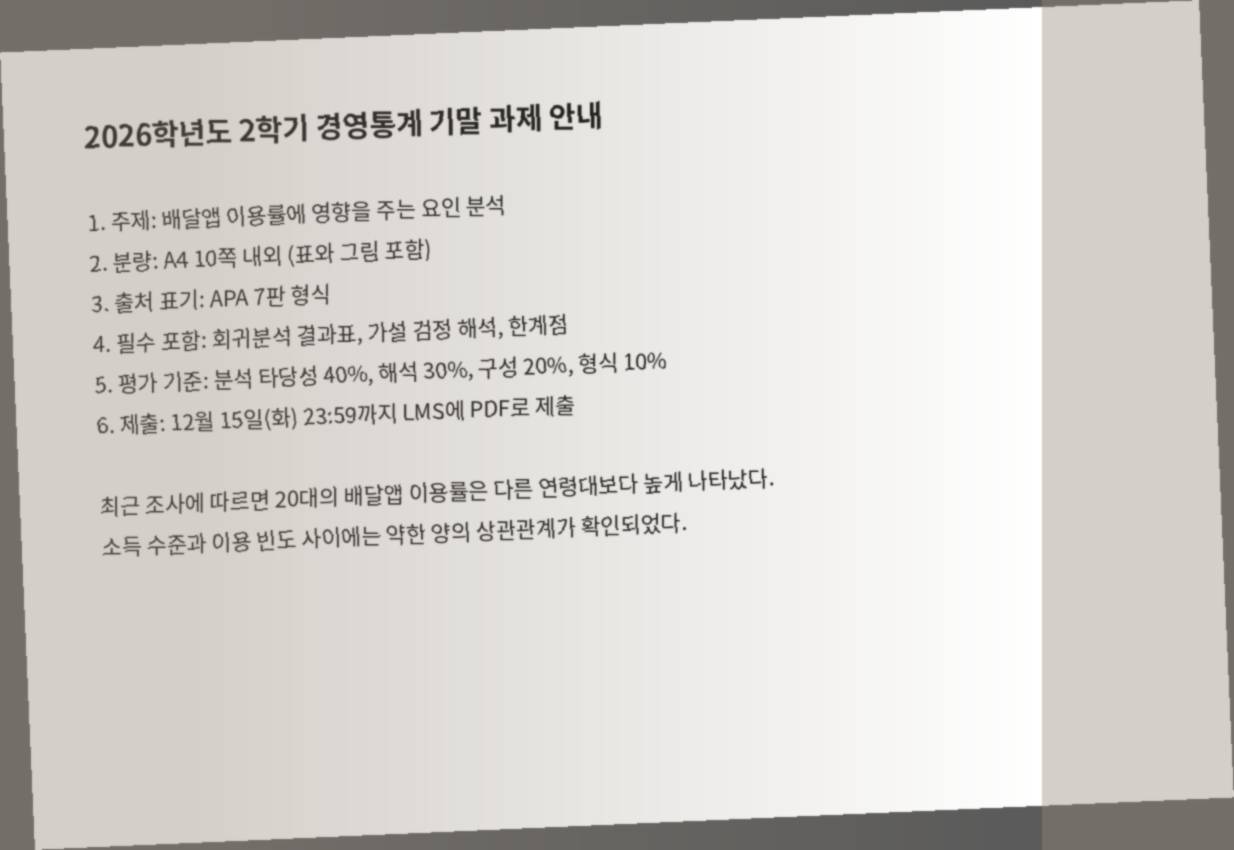 2026학년도 2학기 경영통계 기말 과제 안내
1. 주제: 배달앱 이용률에 영향을 주는 요인 분석
2. 분량: A4 10쪽 내외 (표와 그림 포함)
3. 출처 표기: APA 7판 형식
4. 필수 포함: 회귀분석 결과표, 가설 검정 해석, 한계점
5. 평가 기준: 분석 타당성 40%, 해석 30%, 구성 20%, 형식 10%
6. 제출: 12월 15일(화) 23:59까지 LMS에 PDF로 제출
최근 조사에 따르면 20대의 배달앱 이용률은 다른 연령대보다 높게 나타났다.
소득 수준과 이용 빈도 사이에는 약한 양의 상관관계가 확인되었다.